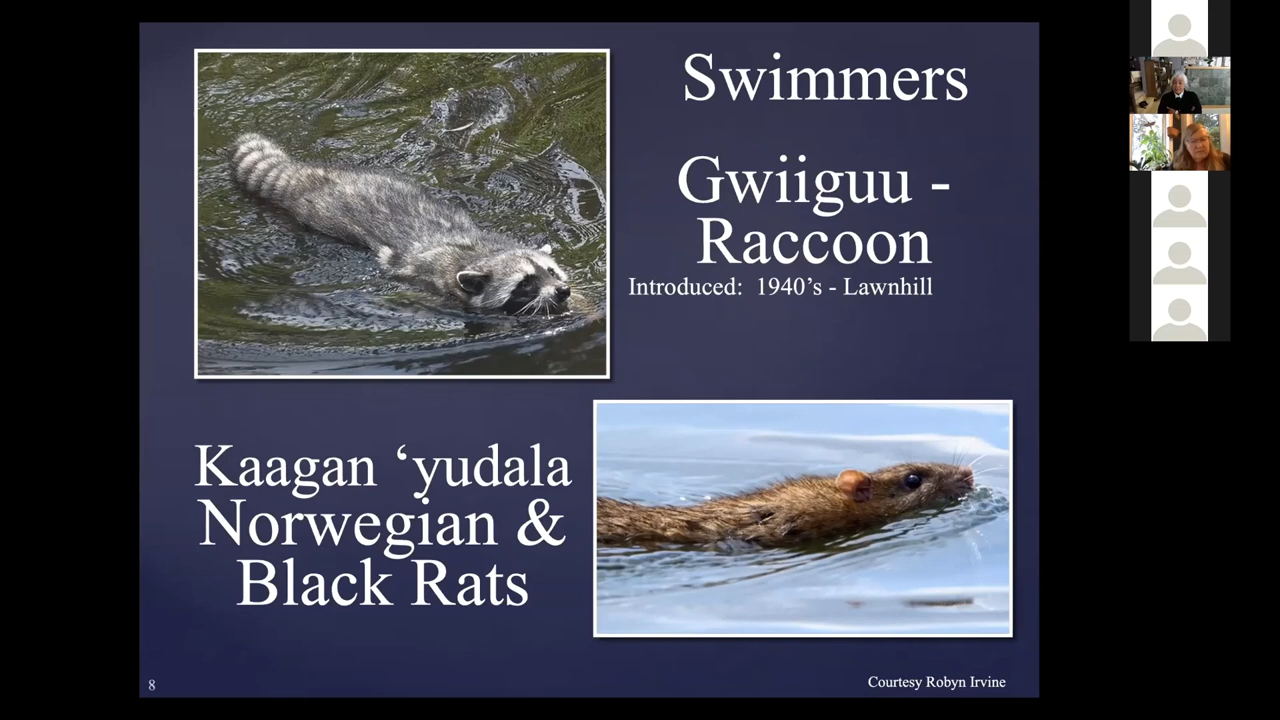 Swimmers
Gwiiguu -
Raccoon
Introduced:  1940’s - Lawnhill
Kaagan ‘yudala
Norwegian &
Black Rats
8
Courtesy Robyn Irvine